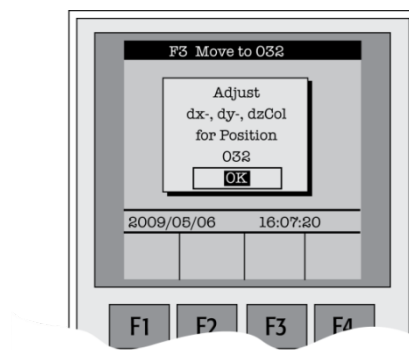 F3 Move to 032
Adjust
dx-, dy-, dzCol
for Position
032
OK
2009/05/06 16:07:20
F1 F2 F3 F4